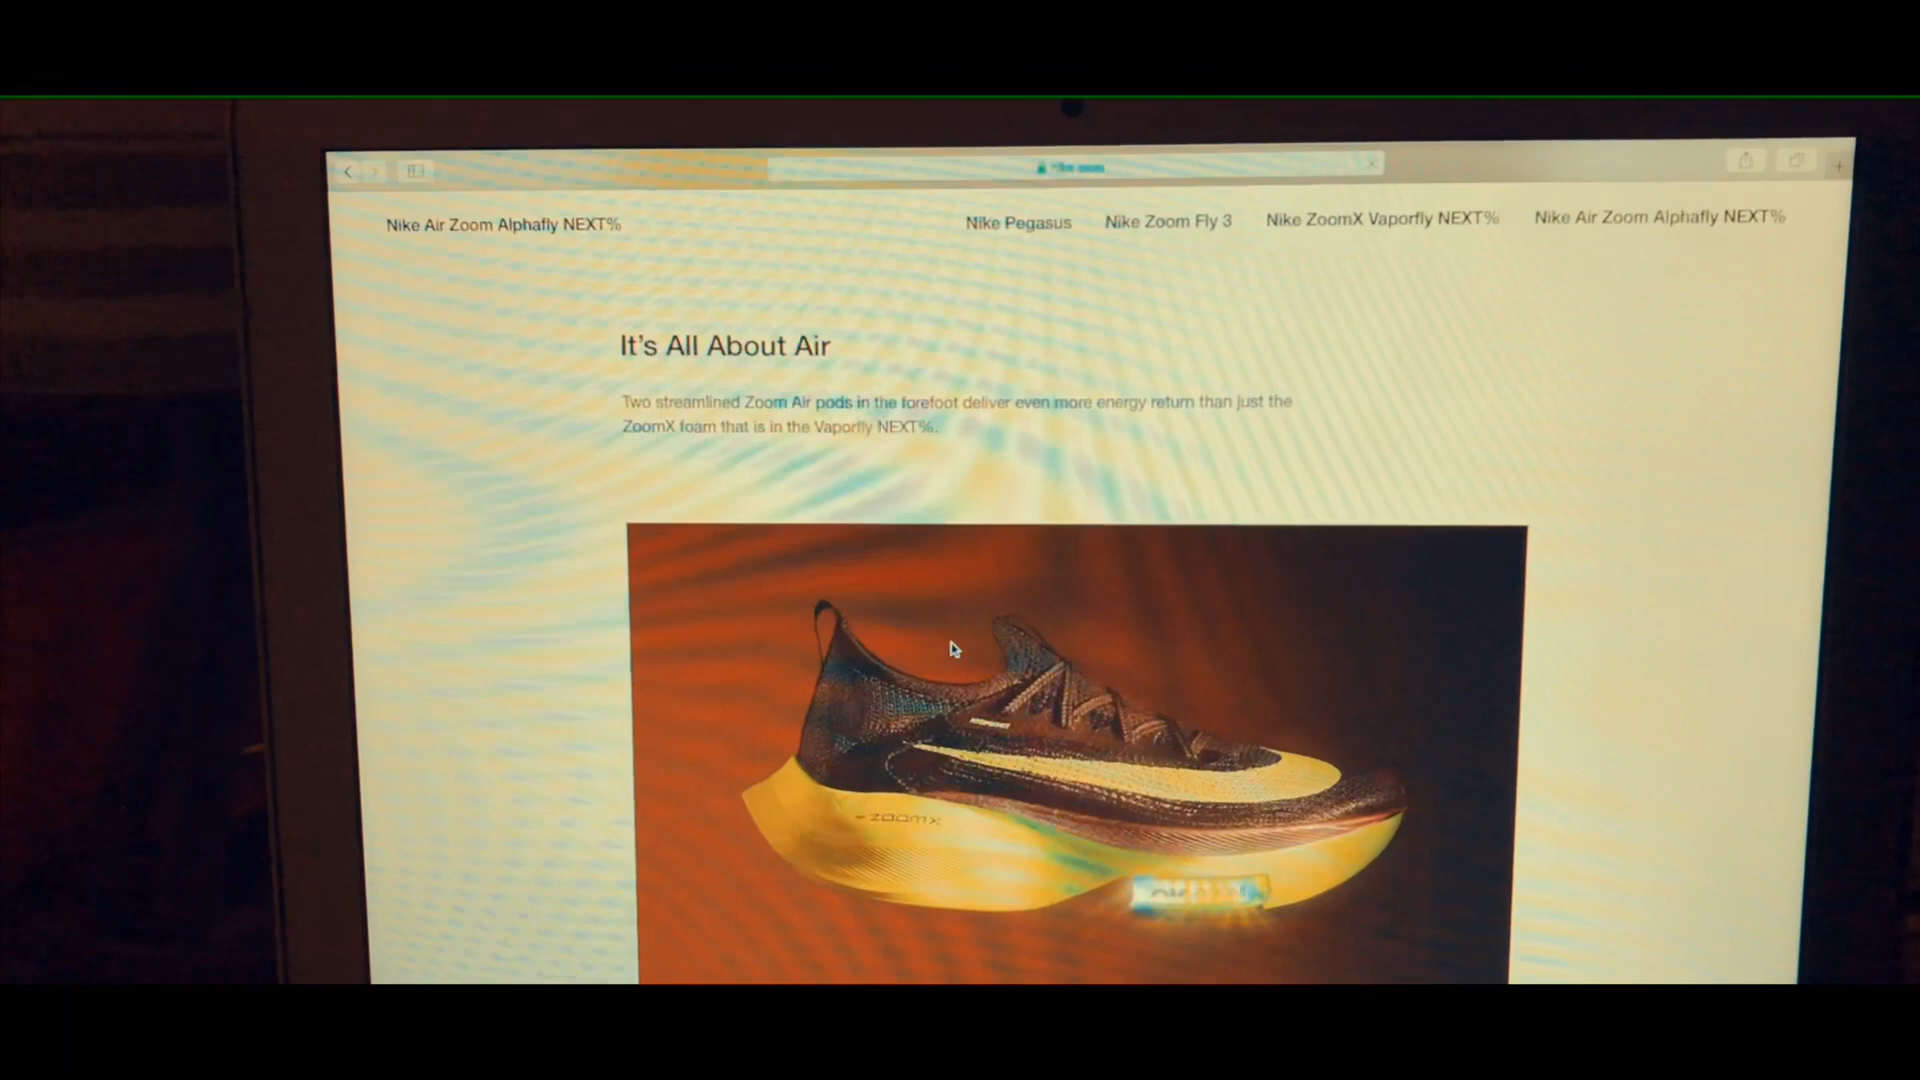 Nike Air Zoom Alphafly NEXT%
Nike Pegasus
Nike Zoom Fly 3
Nike ZoomX Vaporfly NEXT%
Nike Air Zoom Alphafly NEXT%
It's All About Air
Two streamlined Zoom Air pods in the forefoot deliver even more energy return than just the
ZoomX foam that is in the Vaporfly NEXT%.
zoomx